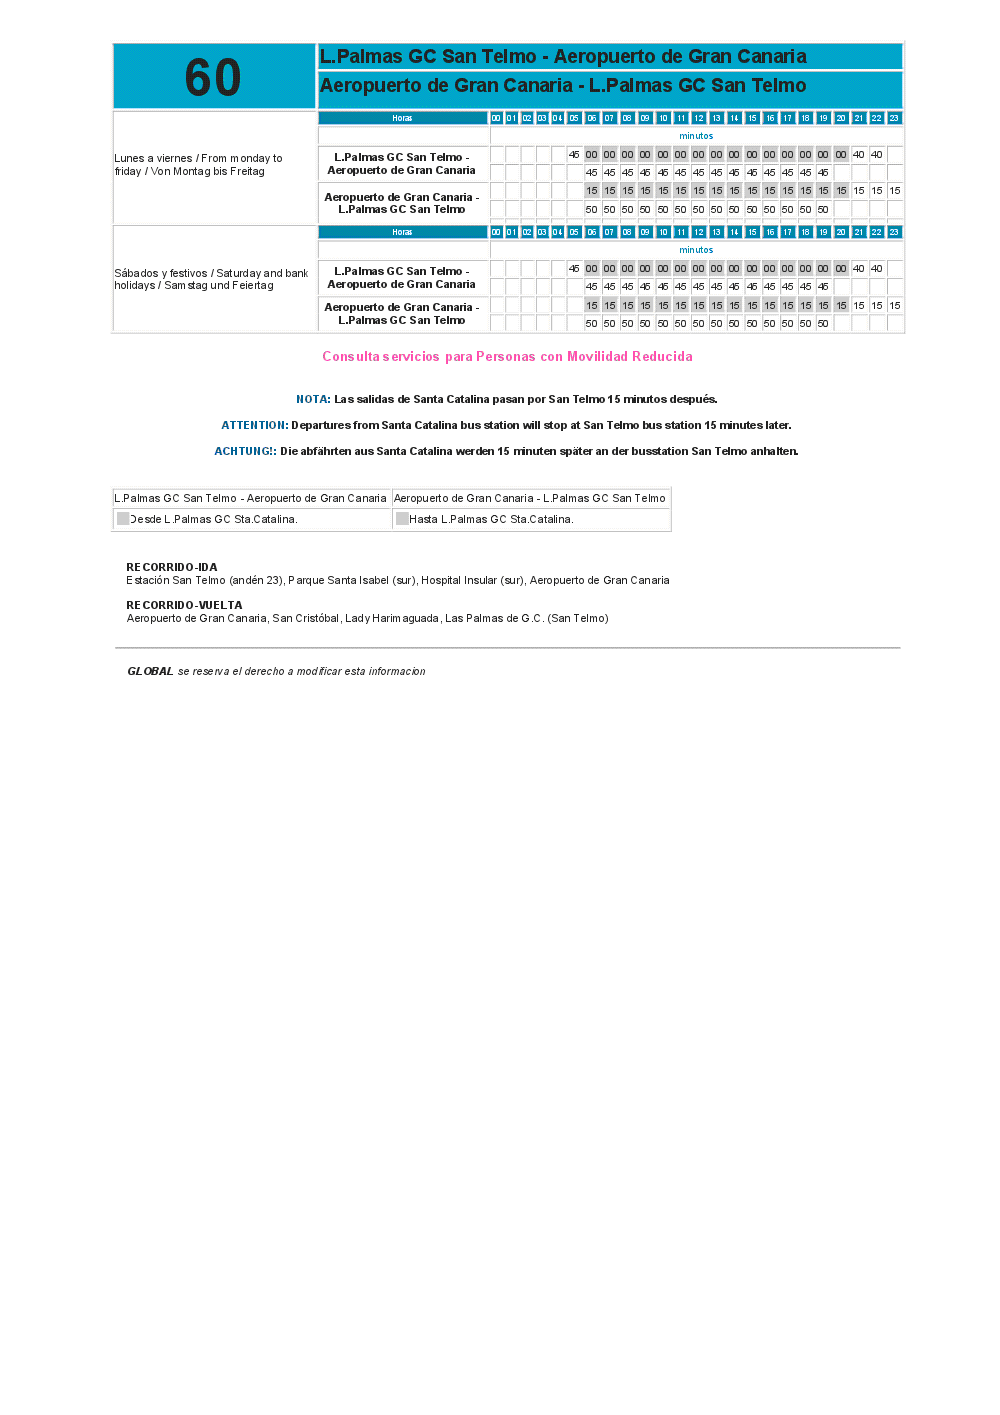 60
L.Palmas GC San Telmo - Aeropuerto de Gran Canaria
Aeropuerto de Gran Canaria - L.Palmas GC San Telmo
Lunes a viernes / From monday to
friday / Von Montag bis Freitag
Horas 00 01 02 03 04 05 06 07 08 09 10 11 12 13 14 15 16 17 18 19 20 21 22 23
minutos
L.Palmas GC San Telmo -
Aeropuerto de Gran Canaria
45 00 00 00 00 00 00 00 00 00 00 00 00 00 00 00 40 40
45 45 45 45 45 45 45 45 45 45 45 45 45 45
Aeropuerto de Gran Canaria -
L.Palmas GC San Telmo
15 15 15 15 15 15 15 15 15 15 15 15 15 15 15 15 15 15
50 50 50 50 50 50 50 50 50 50 50 50 50 50
Sábados y festivos / Saturday and bank
holidays / Samstag und Feiertag
Horas 00 01 02 03 04 05 06 07 08 09 10 11 12 13 14 15 16 17 18 19 20 21 22 23
minutos
L.Palmas GC San Telmo -
Aeropuerto de Gran Canaria
45 00 00 00 00 00 00 00 00 00 00 00 00 00 00 00 40 40
45 45 45 45 45 45 45 45 45 45 45 45 45 45
Aeropuerto de Gran Canaria -
L.Palmas GC San Telmo
15 15 15 15 15 15 15 15 15 15 15 15 15 15 15 15 15 15
50 50 50 50 50 50 50 50 50 50 50 50 50 50
Consulta servicios para Personas con Movilidad Reducida
NOTA: Las salidas de Santa Catalina pasan por San Telmo 15 minutos después.
ATTENTION: Departures from Santa Catalina bus station will stop at San Telmo bus station 15 minutes later.
ACHTUNG!: Die abfährten aus Santa Catalina werden 15 minuten später an der busstation San Telmo anhalten.
L.Palmas GC San Telmo - Aeropuerto de Gran Canaria Aeropuerto de Gran Canaria - L.Palmas GC San Telmo
Desde L.Palmas GC Sta.Catalina. Hasta L.Palmas GC Sta.Catalina.
RECORRIDO-IDA
Estación San Telmo (andén 23), Parque Santa Isabel (sur), Hospital Insular (sur), Aeropuerto de Gran Canaria
RECORRIDO-VUELTA
Aeropuerto de Gran Canaria, San Cristóbal, Lady Harimaguada, Las Palmas de G.C. (San Telmo)
GLOBAL se reserva el derecho a modificar esta informacion